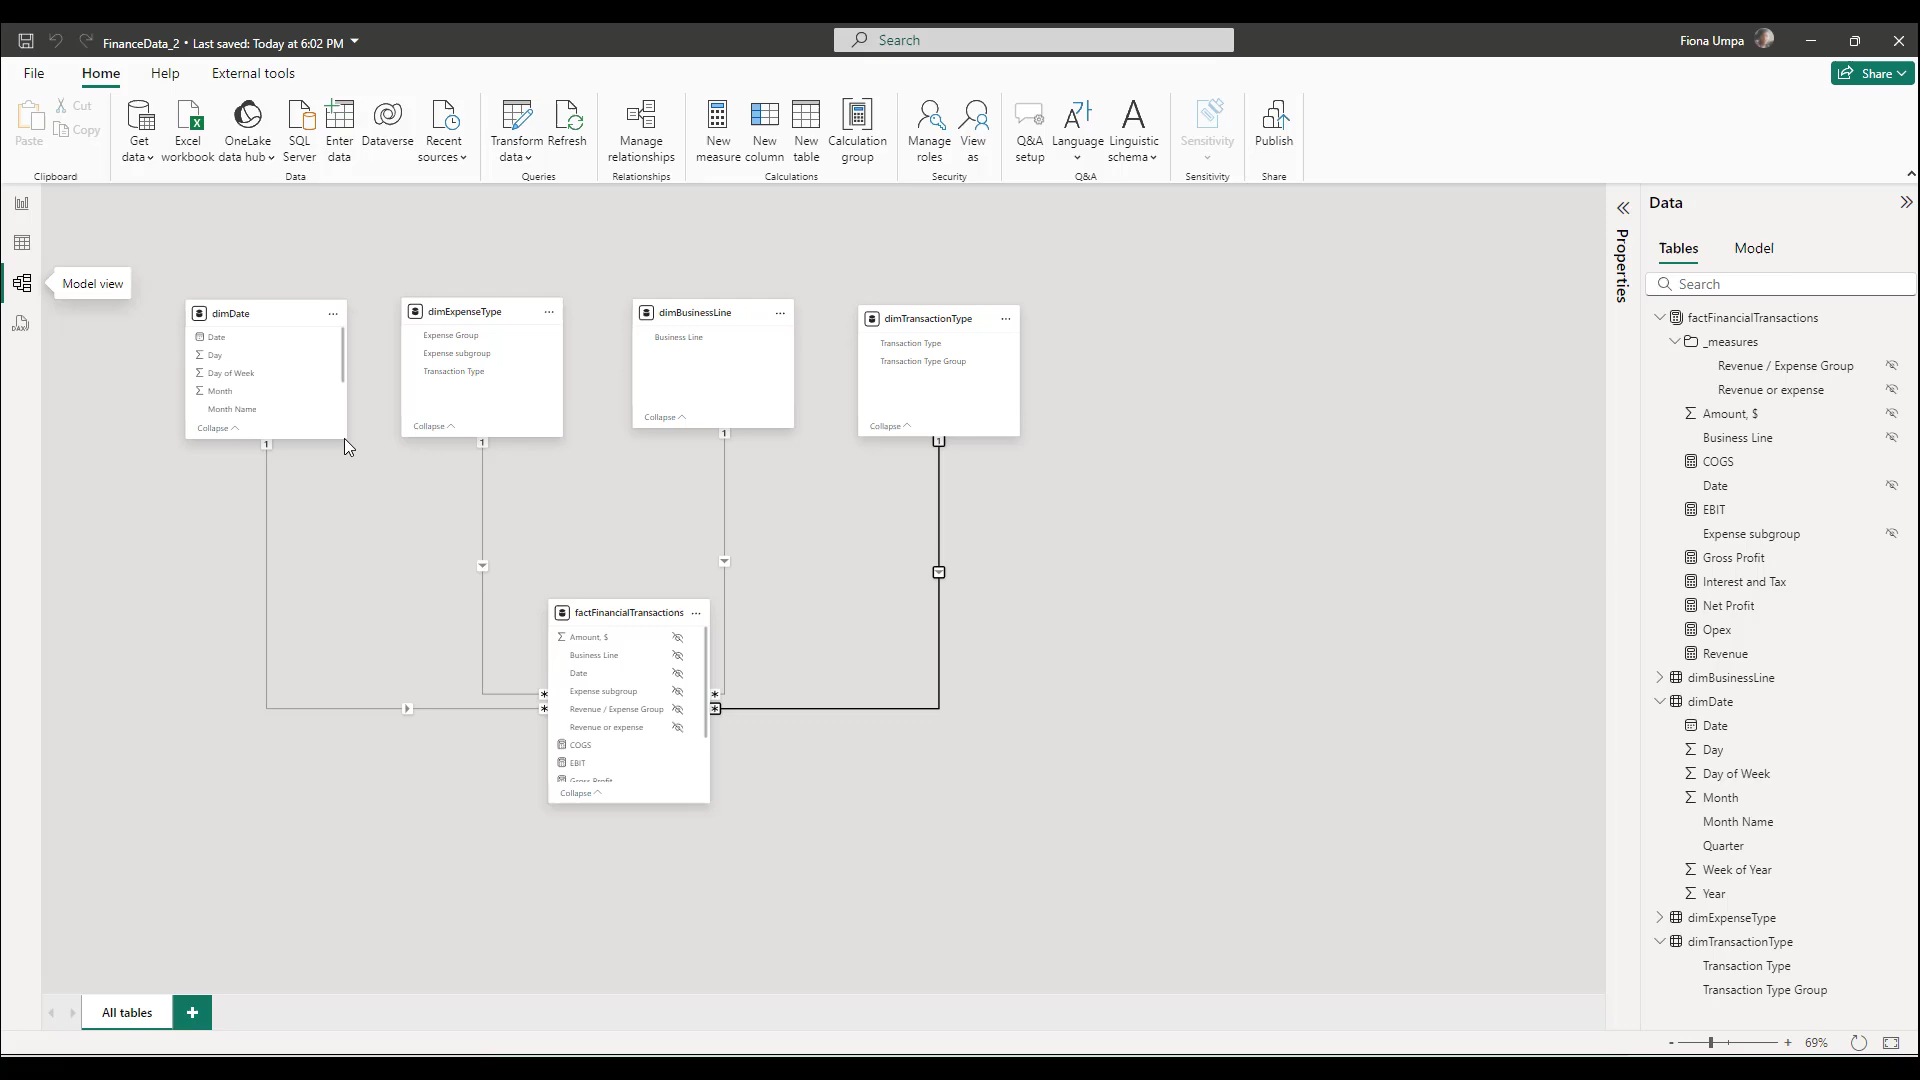 FinanceData_2 • Last saved: Today at 6:02 PM
Search
Fiona Umpa
File
Home
Help
External tools
Share
Paste
Cut
Copy
Clipboard
Get
data
Excel
workbook
OneLake
data hub
SQL
Server
Enter
data
Dataverse
Recent
sources
Data
Transform
data
Refresh
Queries
Manage
relationships
Relationships
New
measure
New
column
New
table
Calculation
group
Calculations
Manage
roles
View
as
Security
Q&A
setup
Language
Linguistic
schema
Q&A
Sensitivity
Sensitivity
Publish
Share
Model view
dimDate
Date
Day
Day of Week
Month
Month Name
Collapse
1
dimExpenseType
Expense Group
Expense subgroup
Transaction Type
Collapse
1
dimBusinessLine
Business Line
Collapse
1
dimTransactionType
Transaction Type
Transaction Type Group
Collapse
1
factFinancialTransactions
Amount, $
Business Line
Date
Expense subgroup
Revenue / Expense Group
Revenue or expense
COGS
EBIT
Gross Profit
Collapse
*
*
*
*
Properties
Data
Tables
Model
Search
factFinancialTransactions
_measures
Revenue / Expense Group
Revenue or expense
Amount, $
Business Line
COGS
Date
EBIT
Expense subgroup
Gross Profit
Interest and Tax
Net Profit
Opex
Revenue
dimBusinessLine
dimDate
Date
Day
Day of Week
Month
Month Name
Quarter
Week of Year
Year
dimExpenseType
dimTransactionType
Transaction Type
Transaction Type Group
All tables
+
- + 69%